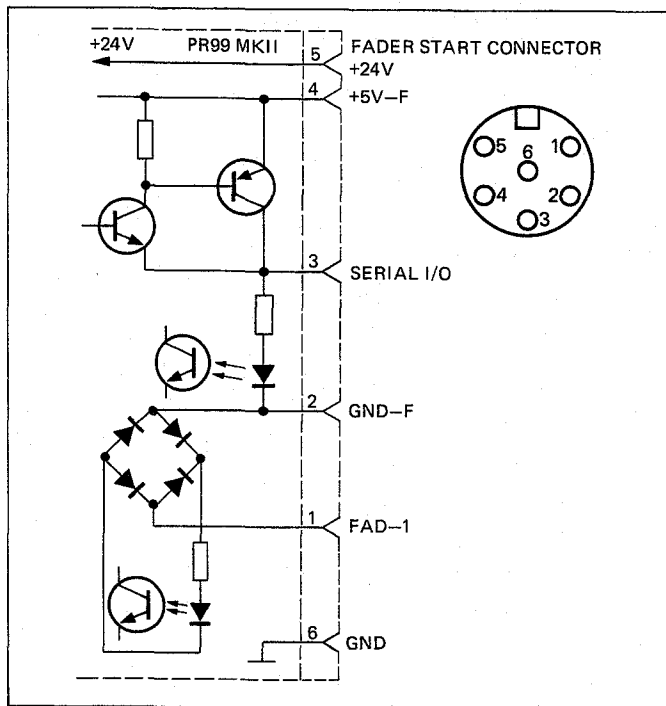 +24V PR99 MKII 5 FADER START CONNECTOR
+24V
4 +5V–F
6
5 1
4 2
3
3 SERIAL I/O
2 GND–F
1 FAD–1
6 GND